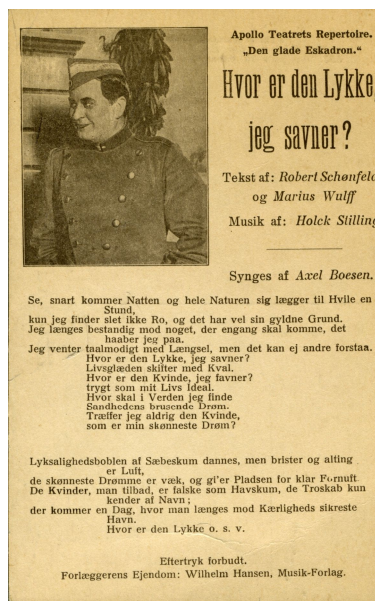 Apollo Teatrets Repertoire.
„Den glade Eskadron.“
Hvor er den Lykke
jeg savner?
Tekst af: Robert Schønfeld
og Marius Wulff
Musik af: Holck Stilling
Synges af Axel Boesen.
Se, snart kommer Natten og hele Naturen sig lægger til Hvile en
Stund,
kun jeg finder slet ikke Ro, og det har vel sin gyldne Grund.
Jeg længes bestandig mod noget, der engang skal komme, det
haaber jeg paa.
Jeg venter taalmodigt med Længsel, men det kan ej andre forstaa.
Hvor er den Lykke, jeg savner?
Livsglæden skifter med Kval.
Hvor er den Kvinde, jeg favner?
trygt som mit Livs Ideal.
Hvor skal i Verden jeg finde
Sandhedens brusende Drøm.
Træffer jeg aldrig den Kvinde,
som er min skønneste Drøm?
Lyksalighedsboblen af Sæbeskum dannes, men brister og alting
er Luft,
de skønneste Drømme er væk, og gi'er Pladsen for klar Fornuft.
De Kvinder, man tilbad, er falske som Havskum, de Troskab kun
kender af Navn;
der kommer en Dag, hvor man længes mod Kærligheds sikreste
Havn.
Hvor er den Lykke o. s. v.
Eftertryk forbudt.
Forlæggerens Ejendom: Wilhelm Hansen, Musik-Forlag.